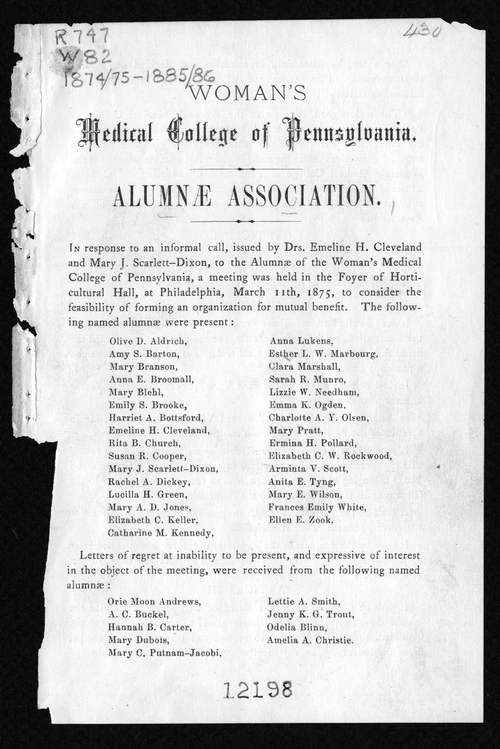 R747
W82
1874/75-1885/86
430
WOMAN'S
Medical College of Pennsylvania.
ALUMNÆ ASSOCIATION.
IN response to an informal call, issued by Drs. Emeline H. Cleveland
and Mary J. Scarlett-Dixon, to the Alumnæ of the Woman's Medical
College of Pennsylvania, a meeting was held in the Foyer of Horti-
cultural Hall, at Philadelphia, March 11th, 1875, to consider the
feasibility of forming an organization for mutual benefit. The follow-
ing named alumnæ were present:
Olive D. Aldrich,
Amy S. Barton,
Mary Branson,
Anna E. Broomall,
Mary Blehl,
Emily S. Brooke,
Harriet A. Bottsford,
Emeline H. Cleveland,
Rita B. Church,
Susan R. Cooper,
Mary J. Scarlett-Dixon,
Rachel A. Dickey,
Lucilla H. Green,
Mary A. D. Jones,
Elizabeth C. Keller,
Catharine M. Kennedy,
Anna Lukens,
Esther L. W. Marbourg,
Clara Marshall,
Sarah R. Munro,
Lizzie W. Needham,
Emma K. Ogden,
Charlotte A. Y. Olsen,
Mary Pratt,
Ermina H. Pollard,
Elizabeth C. W. Rockwood,
Arminta V. Scott,
Anita E. Tyng,
Mary E. Wilson,
Frances Emily White,
Ellen E. Zook,
Letters of regret at inability to be present, and expressive of interest
in the object of the meeting, were received from the following named
alumnæ:
Orie Moon Andrews,
A. C. Buckel,
Hannah B. Carter,
Mary Dubois,
Mary C. Putnam-Jacobi,
Lettie A. Smith,
Jenny K. G. Trout,
Odelia Blinn,
Amelia A. Christie.
12198